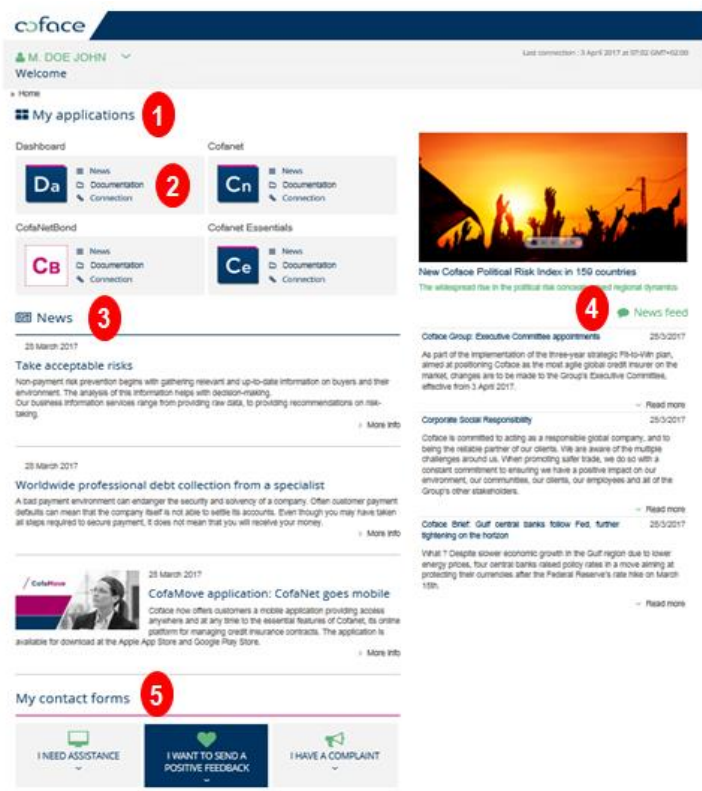 coface
M. DOE JOHN
Last connection : 3 April 2017 at 07:02 GMT+02:00
Welcome
Home
My applications
1
Dashboard
Cofanet
Da
News
Documentation
Connection
2
Cn
News
Documentation
Connection
CofaNetBond
Cofanet Essentials
CB
News
Documentation
Connection
Ce
News
Documentation
Connection
News
3
28 March 2017
Take acceptable risks
Non-payment risk prevention begins with gathering relevant and up-to-date information on buyers and their
environment. The analysis of this information helps with decision-making.
Our business information services range from providing raw data, to providing recommendations on risk-
taking.
More info
28 March 2017
Worldwide professional debt collection from a specialist
A bad payment environment can endanger the security and solvency of a company. Often customer payment
defaults can mean that the company itself is not able to settle its accounts. Even though you may have taken
all steps required to secure payment, it does not mean that you will receive your money.
More info
CofaMove
28 March 2017
CofaMove application: CofaNet goes mobile
Coface now offers customers a mobile application providing access
anywhere and at any time to the essential features of Cofanet, its online
platform for managing credit insurance contracts. The application is
available for download at the Apple App Store and Google Play Store.
More info
My contact forms
5
I NEED ASSISTANCE
I WANT TO SEND A
POSITIVE FEEDBACK
I HAVE A COMPLAINT
New Coface Political Risk Index in 159 countries
The widespread rise in the political risk regional dynamics
4
News feed
Coface Group: Executive Committee appointments
28/3/2017
As part of the implementation of the three-year strategic Fit-to-Win plan,
aimed at positioning Coface as the most agile global credit insurer on the
market, changes are to be made to the Group's Executive Committee,
effective from 3 April 2017.
Read more
Corporate Social Responsibility
28/3/2017
Coface is committed to acting as a responsible global company, and to
being the reliable partner of our clients. We are aware of the multiple
challenges around us. When promoting safer trade, we do so with a
constant commitment to ensuring we have a positive impact on our
environment, our communities, our clients, our employees and all of the
Group's other stakeholders.
Read more
Coface Brief: Gulf central banks follow Fed, further
tightening on the horizon
28/3/2017
What ? Despite slower economic growth in the Gulf region due to lower
energy prices, four central banks raised policy rates in a move aiming at
protecting their currencies after the Federal Reserve's rate hike on March
15th.
Read more